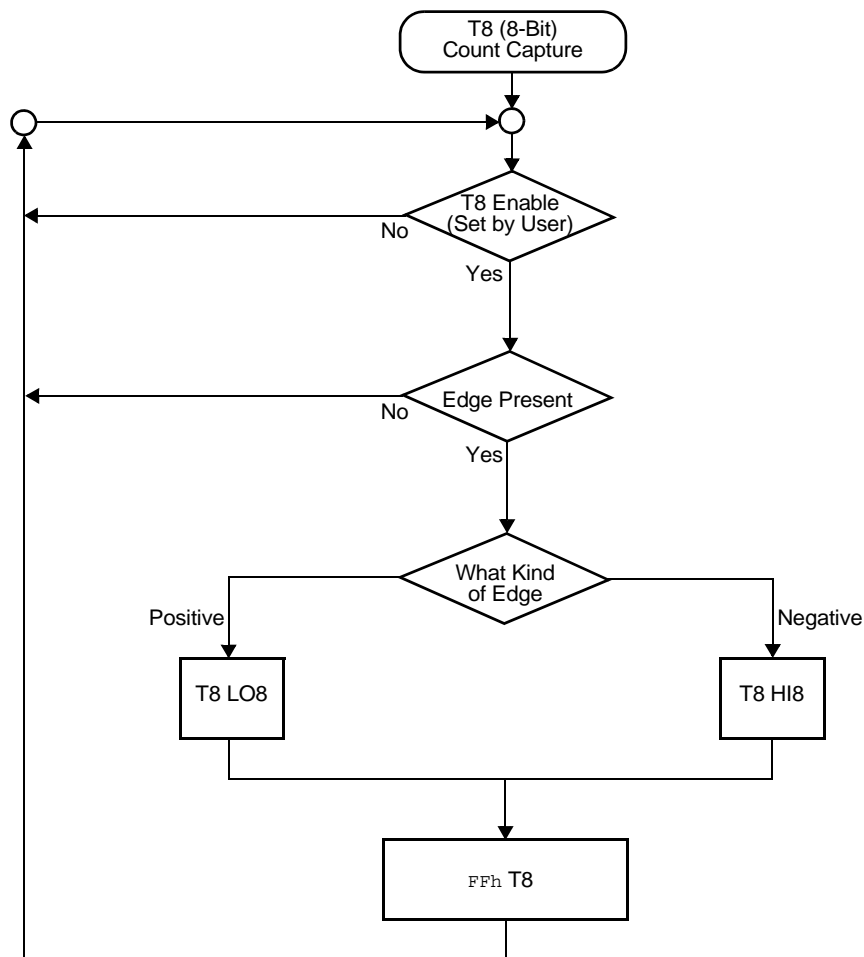 T8 (8-Bit)
Count Capture
T8 Enable
(Set by User)
No
Yes
Edge Present
No
Yes
What Kind
of Edge
Positive
Negative
T8 LO8
T8 HI8
FFh T8